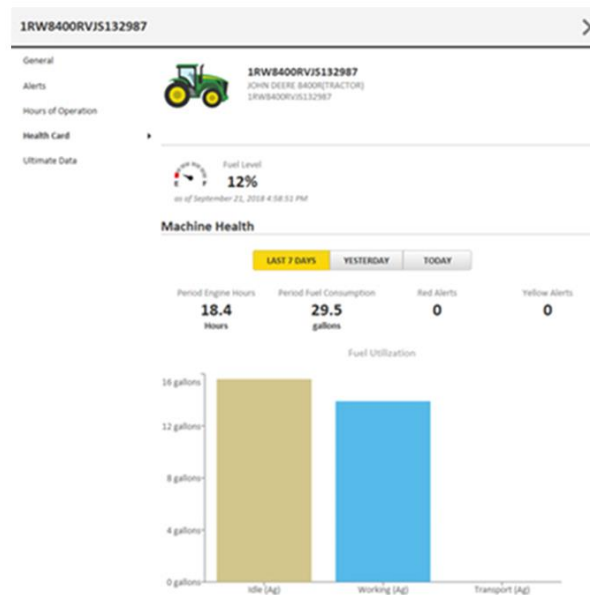 1RW8400RVJS132987
General
Alerts
Hours of Operation
Health Card
Ultimate Data
1RW8400RVJS132987
JOHN DEERE 8400R(TRACTOR)
1RW8400RVJS132987
Fuel Level
E F
12%
as of September 21, 2018 4:58:51 PM
Machine Health
LAST 7 DAYS YESTERDAY TODAY
Period Engine Hours Period Fuel Consumption Red Alerts Yellow Alerts
18.4 29.5 0 0
Hours gallons
Fuel Utilization
16 gallons
12 gallons
8 gallons
4 gallons
0 gallons
Idle (Ag) Working (Ag) Transport (Ag)